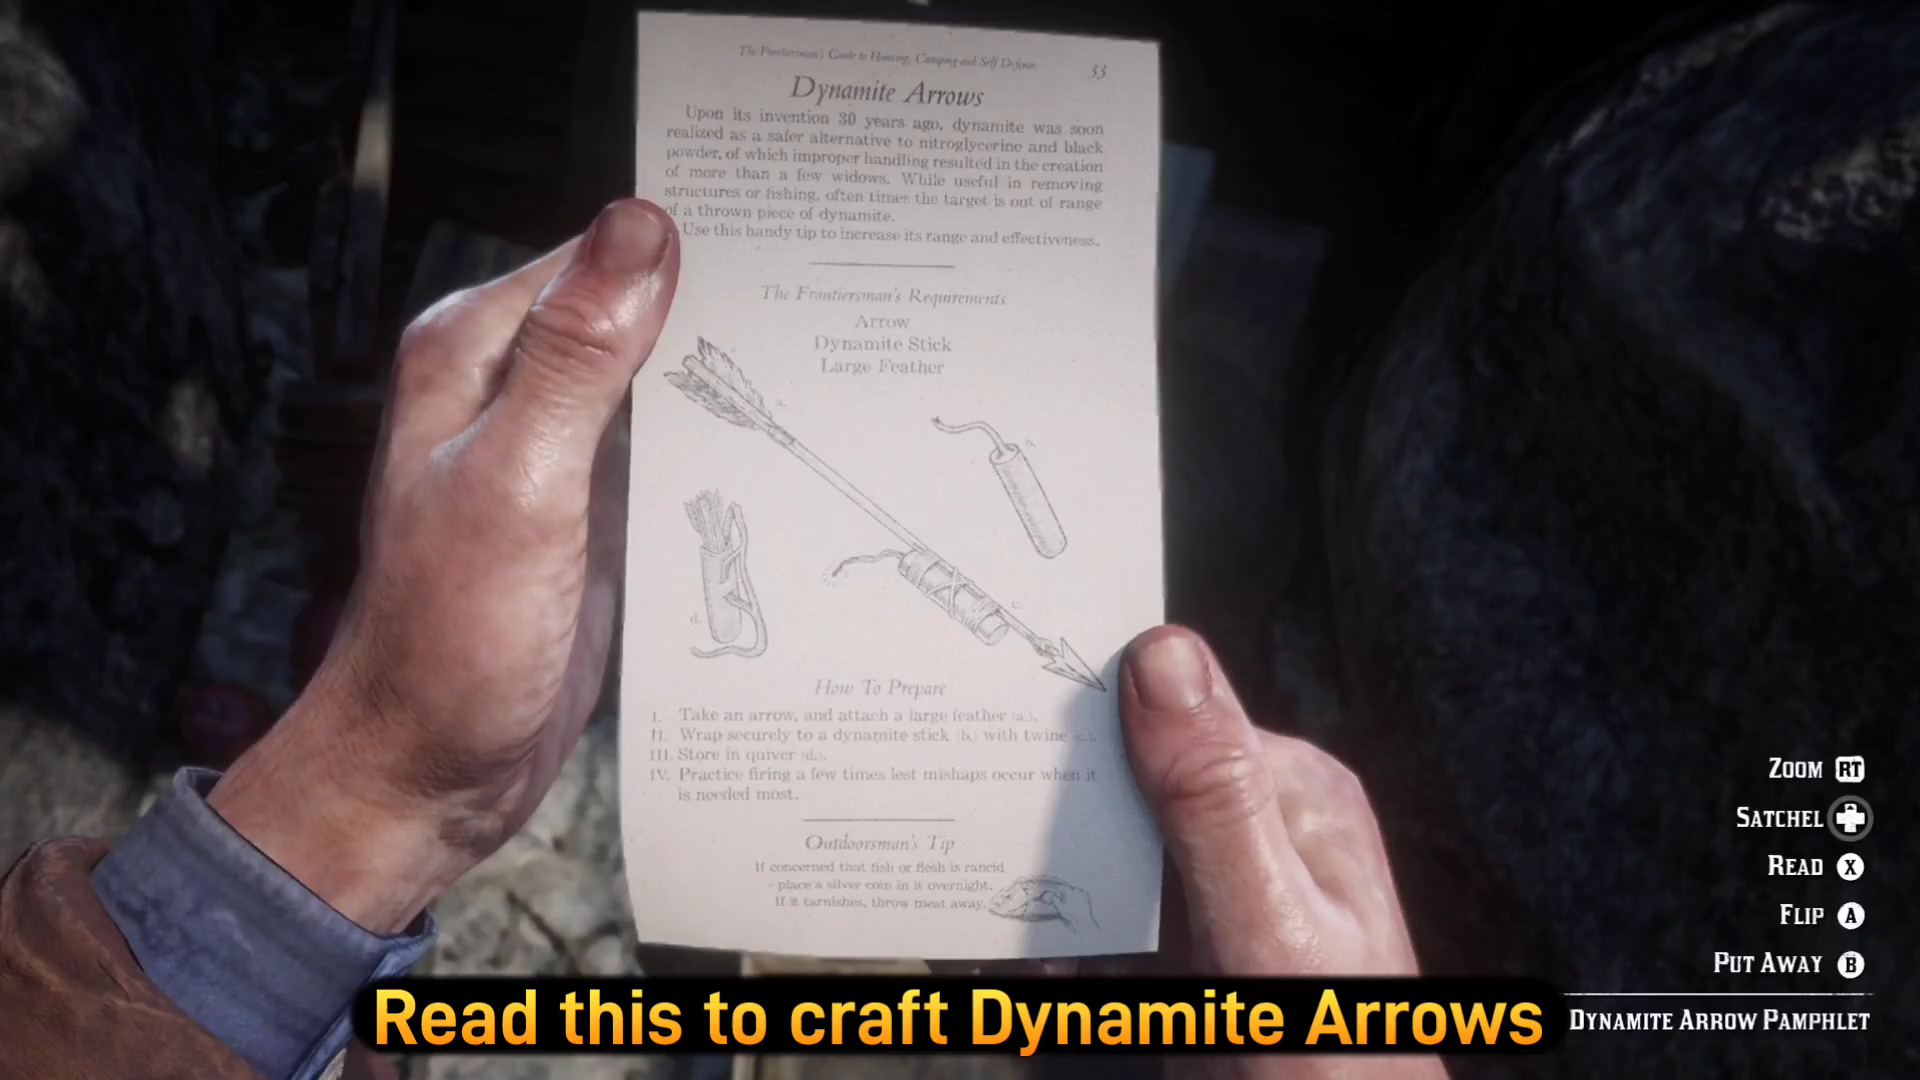 The Frontiersman's Guide to Hunting, Camping and Self Defense
33
Dynamite Arrows
Upon its invention 30 years ago, dynamite was soon
realized as a safer alternative to nitroglycerine and black
powder, of which improper handling resulted in the creation
of more than a few widows. While useful in removing
structures or fishing, often times the target is out of range
of a thrown piece of dynamite.
Use this handy tip to increase its range and effectiveness.
The Frontiersman's Requirements
Arrow
Dynamite Stick
Large Feather
a.
b.
c.
d.
How To Prepare
I. Take an arrow, and attach a large feather (a.).
II. Wrap securely to a dynamite stick (b.) with twine (c.).
III. Store in quiver (d.).
IV. Practice firing a few times lest mishaps occur when it
is needed most.
Outdoorsman's Tip
If concerned that fish or flesh is rancid
- place a silver coin in it overnight.
If it tarnishes, throw meat away.
ZOOM RT
SATCHEL
READ X
FLIP A
PUT AWAY B
DYNAMITE ARROW PAMPHLET
Read this to craft Dynamite Arrows